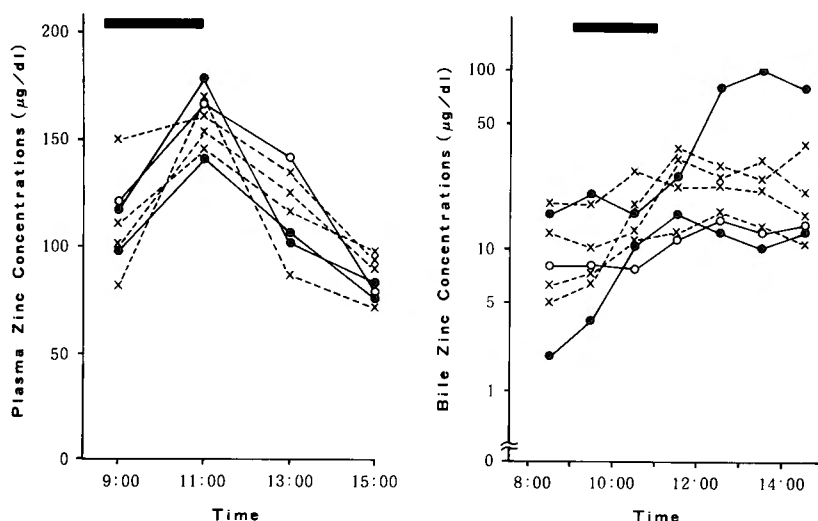 Plasma Zinc Concentrations (μg/dl)
200
150
100
50
0
9:00 11:00 13:00 15:00
Time
Bile Zinc Concentrations (μg/dl)
100
50
10
5
1
0
8:00 10:00 12:00 14:00
Time